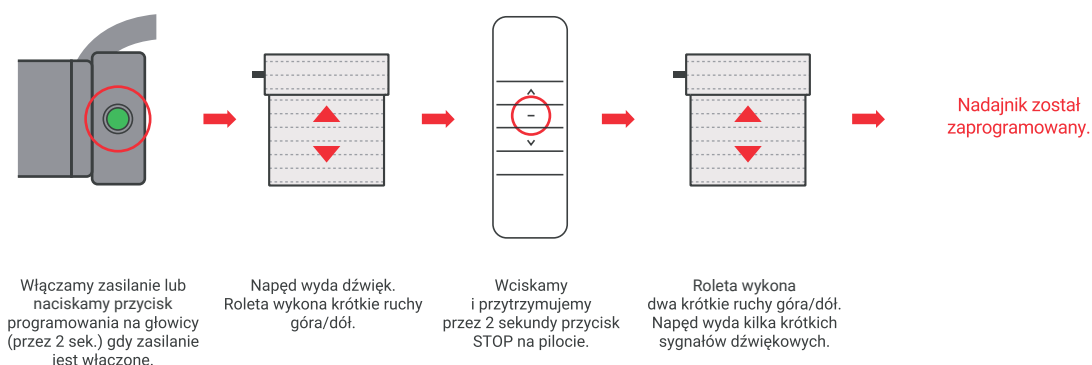 Włączamy zasilanie lub
naciskamy przycisk
programowania na głowicy
(przez 2 sek.) gdy zasilanie
jest włączone.
Napęd wyda dźwięk.
Roleta wykona krótkie ruchy
góra/dół.
Wciskamy
i przytrzymujemy
przez 2 sekundy przycisk
STOP na pilocie.
Roleta wykona
dwa krótkie ruchy góra/dół.
Napęd wyda kilka krótkich
sygnałów dźwiękowych.
Nadajnik został
zaprogramowany.